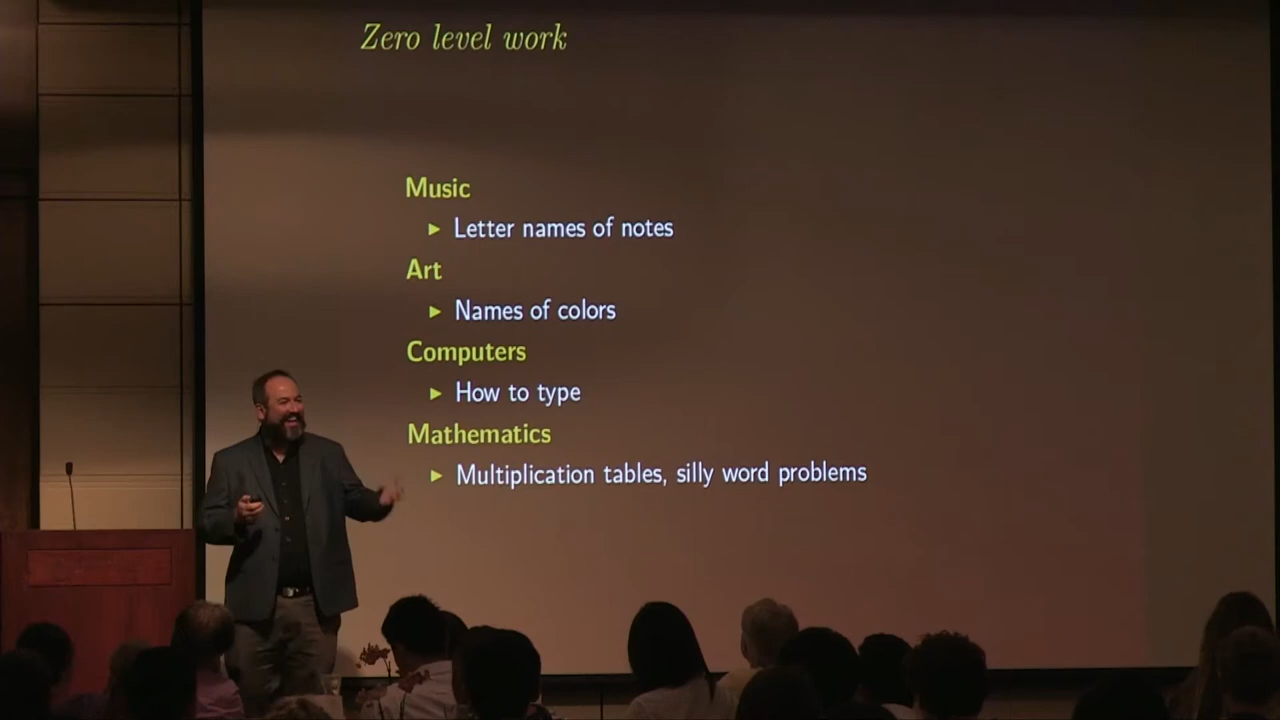 Zero level work
Music
▶ Letter names of notes
Art
▶ Names of colors
Computers
▶ How to type
Mathematics
▶ Multiplication tables, silly word problems